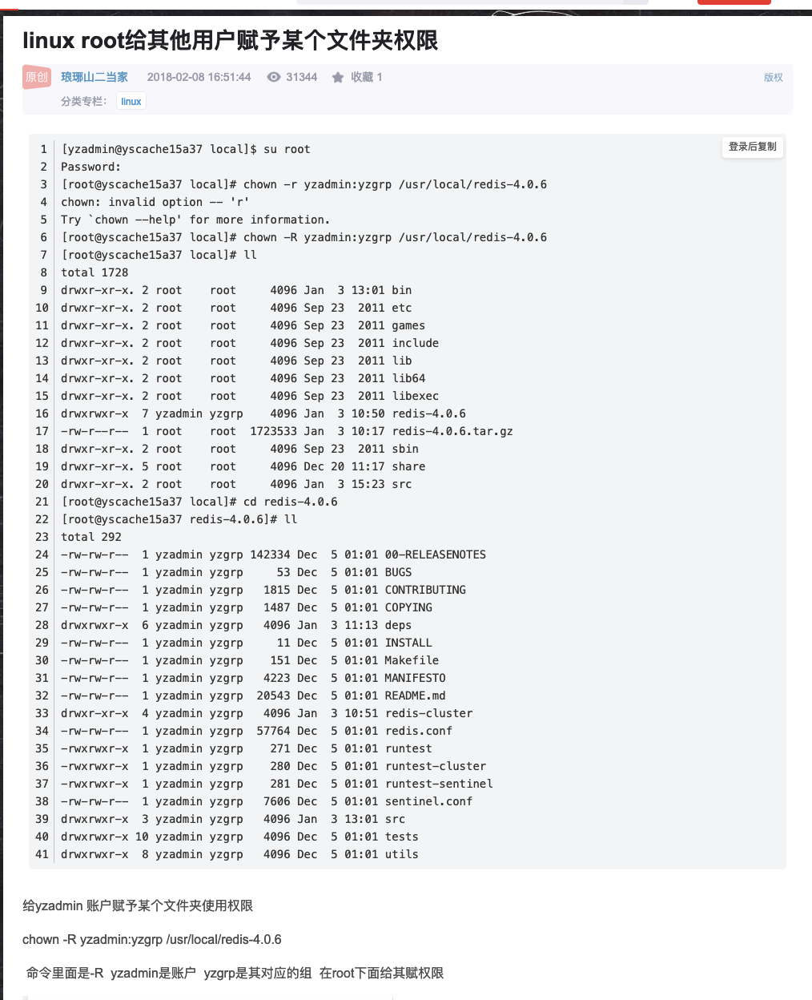 linux root给其他用户赋予某个文件夹权限
原创 琅琊山二当家 2018-02-08 16:51:44 31344 收藏 1 版权
分类专栏： linux
登录后复制
1 [yzadmin@yscache15a37 local]$ su root
2 Password:
3 [root@yscache15a37 local]# chown -r yzadmin:yzgrp /usr/local/redis-4.0.6
4 chown: invalid option -- 'r'
5 Try `chown --help' for more information.
6 [root@yscache15a37 local]# chown -R yzadmin:yzgrp /usr/local/redis-4.0.6
7 [root@yscache15a37 local]# ll
8 total 1728
9 drwxr-xr-x. 2 root    root     4096 Jan  3 13:01 bin
10 drwxr-xr-x. 2 root    root     4096 Sep 23  2011 etc
11 drwxr-xr-x. 2 root    root     4096 Sep 23  2011 games
12 drwxr-xr-x. 2 root    root     4096 Sep 23  2011 include
13 drwxr-xr-x. 2 root    root     4096 Sep 23  2011 lib
14 drwxr-xr-x. 2 root    root     4096 Sep 23  2011 lib64
15 drwxr-xr-x. 2 root    root     4096 Sep 23  2011 libexec
16 drwxrwxr-x  7 yzadmin yzgrp    4096 Jan  3 10:50 redis-4.0.6
17 -rw-r--r--  1 root    root  1723533 Jan  3 10:17 redis-4.0.6.tar.gz
18 drwxr-xr-x. 2 root    root     4096 Sep 23  2011 sbin
19 drwxr-xr-x. 5 root    root     4096 Dec 20 11:17 share
20 drwxr-xr-x. 2 root    root     4096 Jan  3 15:23 src
21 [root@yscache15a37 local]# cd redis-4.0.6
22 [root@yscache15a37 redis-4.0.6]# ll
23 total 292
24 -rw-rw-r--  1 yzadmin yzgrp 142334 Dec  5 01:01 00-RELEASENOTES
25 -rw-rw-r--  1 yzadmin yzgrp     53 Dec  5 01:01 BUGS
26 -rw-rw-r--  1 yzadmin yzgrp   1815 Dec  5 01:01 CONTRIBUTING
27 -rw-rw-r--  1 yzadmin yzgrp   1487 Dec  5 01:01 COPYING
28 drwxrwxr-x  6 yzadmin yzgrp   4096 Jan  3 11:13 deps
29 -rw-rw-r--  1 yzadmin yzgrp     11 Dec  5 01:01 INSTALL
30 -rw-rw-r--  1 yzadmin yzgrp    151 Dec  5 01:01 Makefile
31 -rw-rw-r--  1 yzadmin yzgrp   4223 Dec  5 01:01 MANIFESTO
32 -rw-rw-r--  1 yzadmin yzgrp  20543 Dec  5 01:01 README.md
33 drwxr-xr-x  4 yzadmin yzgrp   4096 Jan  3 10:51 redis-cluster
34 -rw-rw-r--  1 yzadmin yzgrp  57764 Dec  5 01:01 redis.conf
35 -rwxrwxr-x  1 yzadmin yzgrp    271 Dec  5 01:01 runtest
36 -rwxrwxr-x  1 yzadmin yzgrp    280 Dec  5 01:01 runtest-cluster
37 -rwxrwxr-x  1 yzadmin yzgrp    281 Dec  5 01:01 runtest-sentinel
38 -rw-rw-r--  1 yzadmin yzgrp   7606 Dec  5 01:01 sentinel.conf
39 drwxrwxr-x  3 yzadmin yzgrp   4096 Jan  3 13:01 src
40 drwxrwxr-x 10 yzadmin yzgrp   4096 Dec  5 01:01 tests
41 drwxrwxr-x  8 yzadmin yzgrp   4096 Dec  5 01:01 utils
给yzadmin 账户赋予某个文件夹使用权限
chown -R yzadmin:yzgrp /usr/local/redis-4.0.6
命令里面是-R  yzadmin是账户  yzgrp是其对应的组  在root下面给其赋权限